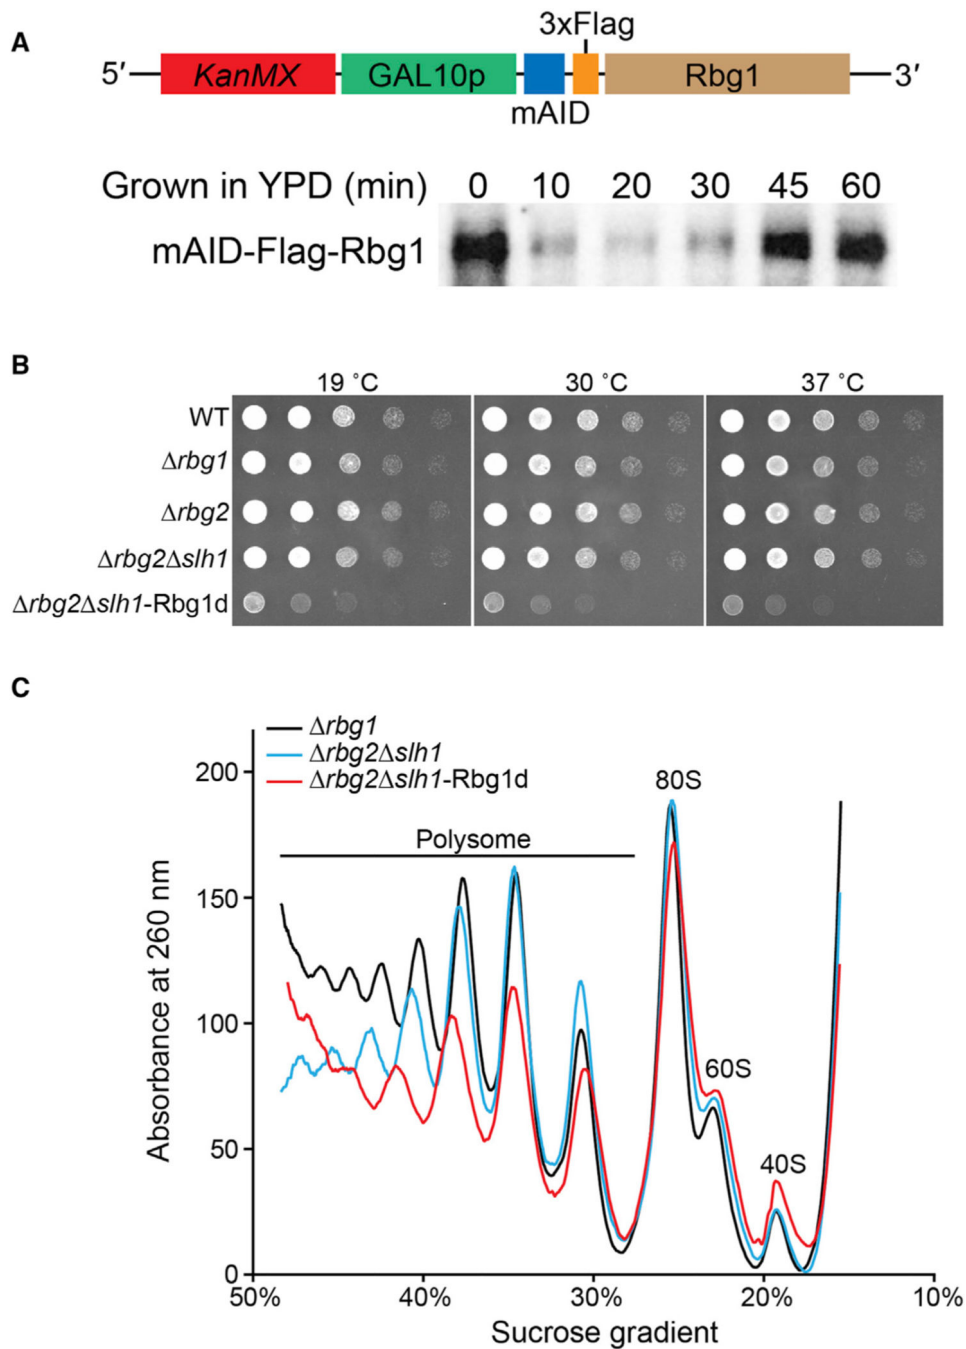 A
3xFlag
5′ KanMX GAL10p Rbg1 3′
mAID
Grown in YPD (min) 0 10 20 30 45 60
mAID-Flag-Rbg1
B
19 ˚C 30 ˚C 37 ˚C
WT
Δrbg1
Δrbg2
Δrbg2Δslh1
Δrbg2Δslh1-Rbg1d
C
Δrbg1
Δrbg2Δslh1
Δrbg2Δslh1-Rbg1d
Polysome
80S
60S
40S
Absorbance at 260 nm
200
150
100
50
0
50% 40% 30% 20% 10%
Sucrose gradient